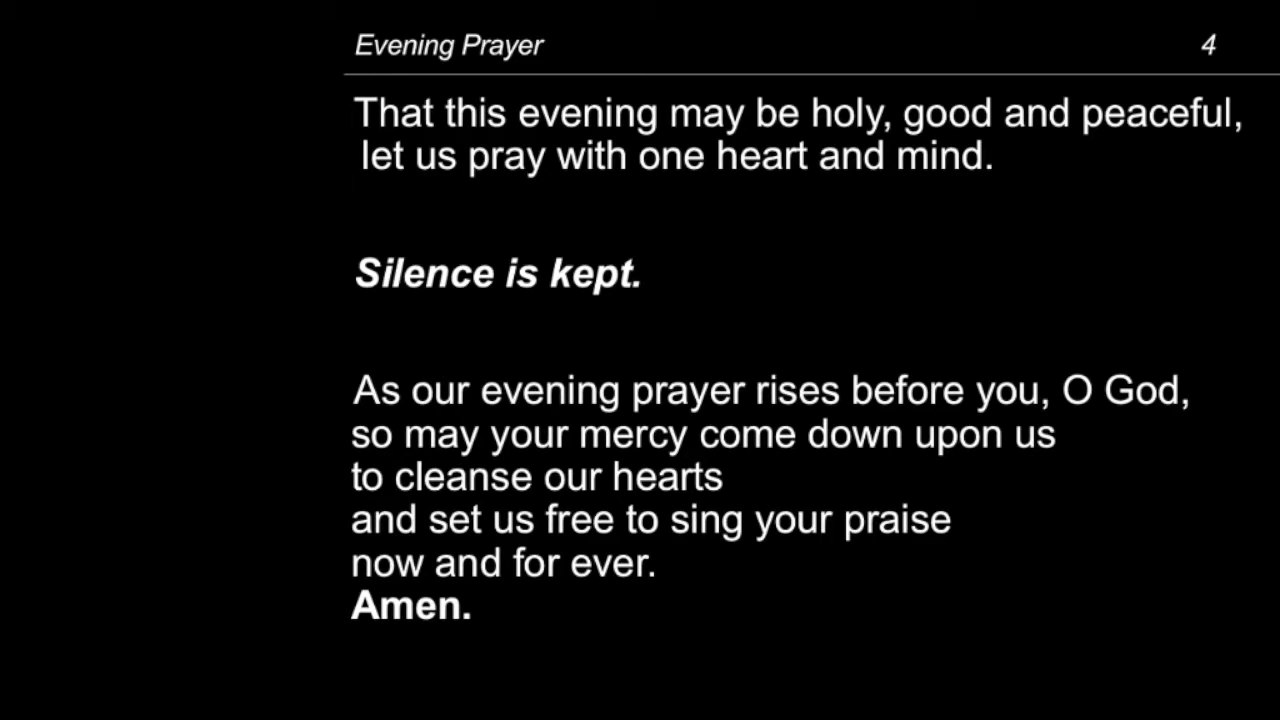 Evening Prayer 4
That this evening may be holy, good and peaceful,
let us pray with one heart and mind.
Silence is kept.
As our evening prayer rises before you, O God,
so may your mercy come down upon us
to cleanse our hearts
and set us free to sing your praise
now and for ever.
Amen.